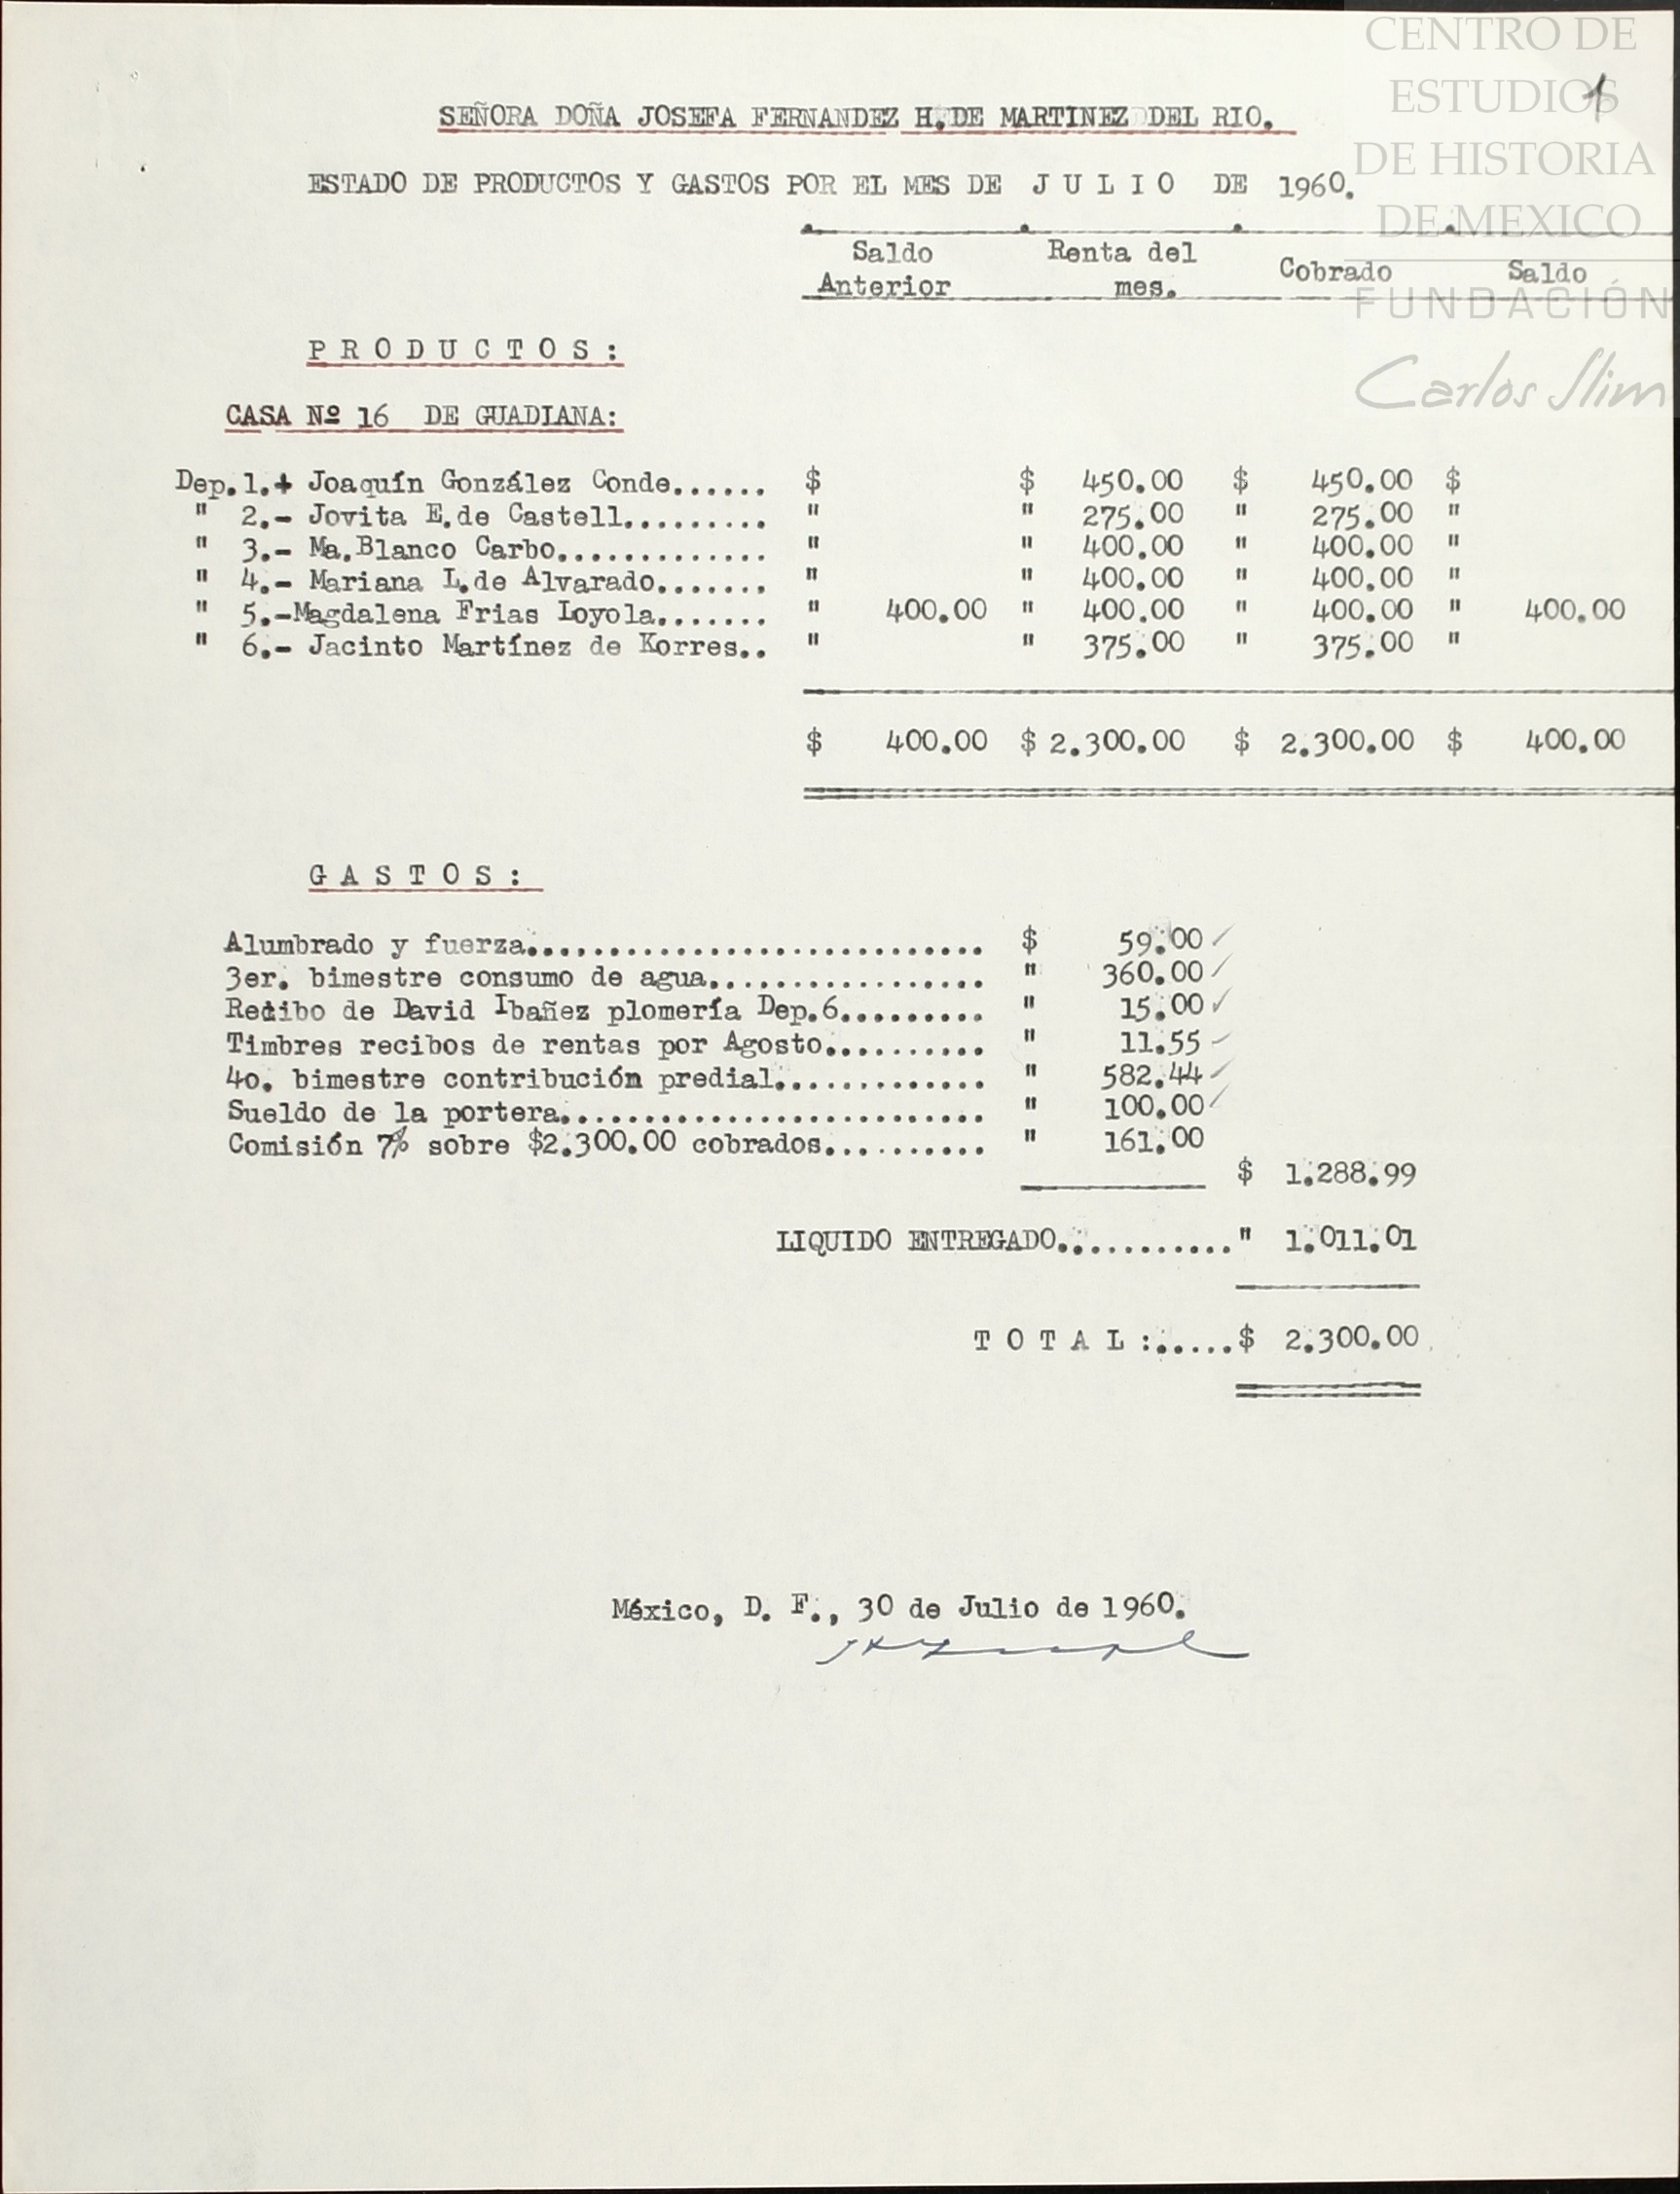 CENTRO DE
ESTUDIOS
DE HISTORIA
DE MEXICO
FUNDACIÓN
Carlos Slim
1
SEÑORA DOÑA JOSEFA FERNANDEZ H.DE MARTINEZ DEL RIO.
ESTADO DE PRODUCTOS Y GASTOS POR EL MES DE J U L I O DE 1960.
Saldo Anterior Renta del mes. Cobrado Saldo
P R O D U C T O S :
CASA Nº 16 DE GUADIANA:
Dep.1.+ Joaquín González Conde...... $ $ 450.00 $ 450.00 $
" 2.- Jovita E.de Castell......... " " 275.00 " 275.00 "
" 3.- Ma.Blanco Carbo............. " " 400.00 " 400.00 "
" 4.- Mariana L.de Alvarado....... " " 400.00 " 400.00 "
" 5.-Magdalena Frias Loyola....... " 400.00 " 400.00 " 400.00 " 400.00
" 6.- Jacinto Martínez de Korres.. " " 375.00 " 375.00 "
$ 400.00 $ 2.300.00 $ 2.300.00 $ 400.00
G A S T O S :
Alumbrado y fuerza............................ $ 59.00 ✓
3er. bimestre consumo de agua................. " 360.00 ✓
Recibo de David Ibañez plomería Dep.6......... " 15.00 ✓
Timbres recibos de rentas por Agosto.......... " 11.55 ✓
4o. bimestre contribución predial............. " 582.44 ✓
Sueldo de la portera.......................... " 100.00 ✓
Comisión 7% sobre $2.300.00 cobrados.......... " 161.00
$ 1.288.99
LIQUIDO ENTREGADO............" 1.011.01
T O T A L :.....$ 2.300.00
México, D. F., 30 de Julio de 1960.